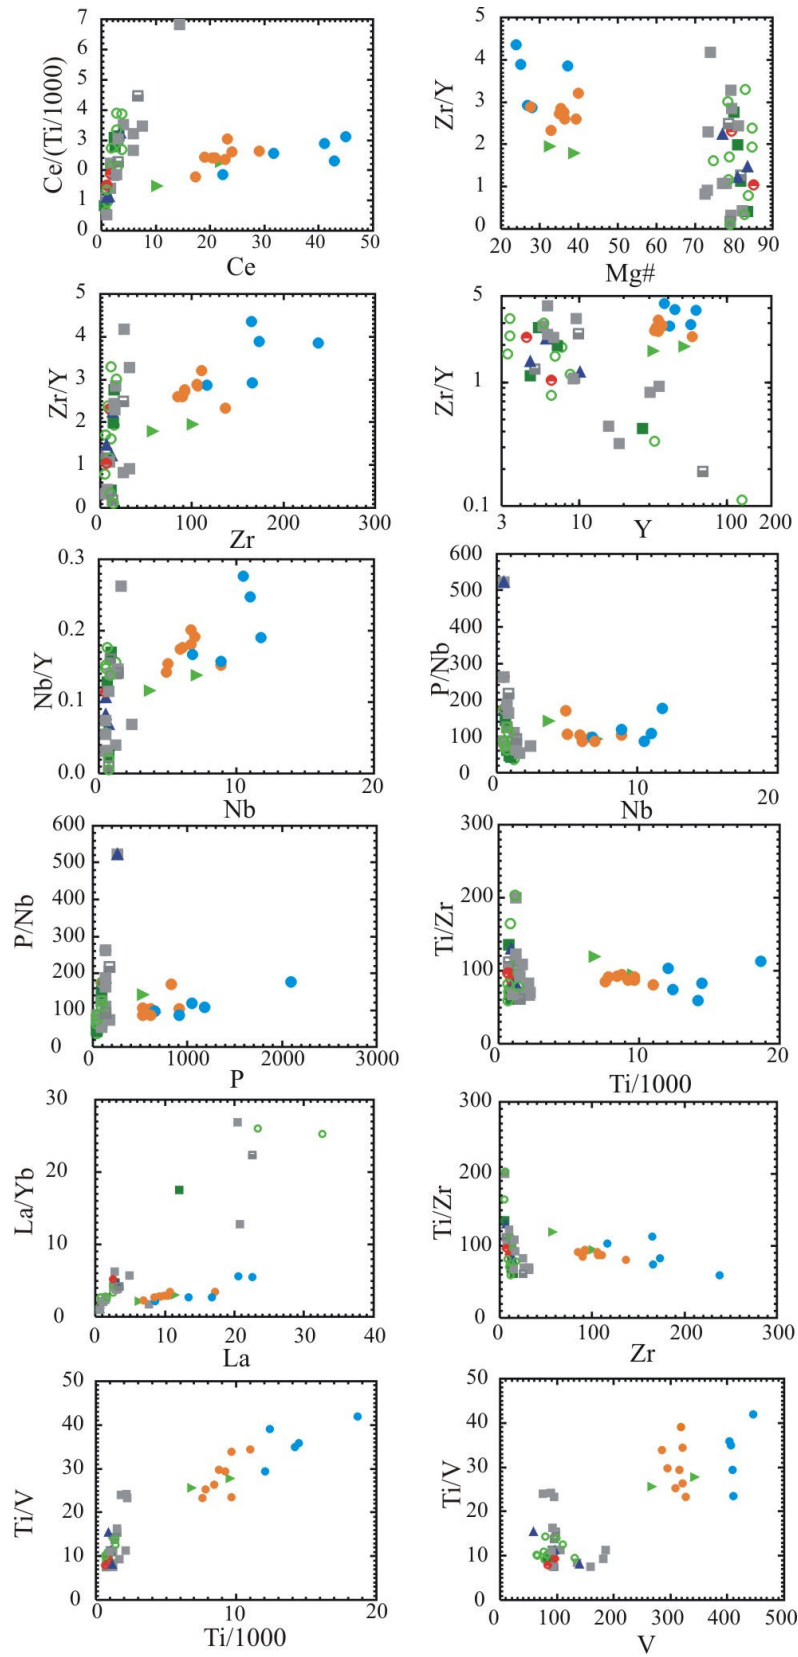 7
6
5
4
3
0
1
0
Ce/(Ti/1000)
0 10 20 30 40 50
Ce
5
4
3
2
1
0
Zr/Y
20 30 40 50 60 70 80 90
Mg#
5
4
3
2
1
0
Zr/Y
0 100 200 300
Zr
5
1
0.1
Zr/Y
3 10 100 200
Y
0.3
0.2
0.1
0.0
Nb/Y
0 10 20
Nb
600
500
400
300
200
100
0
P/Nb
0 10 20
Nb
600
500
400
300
200
100
0
P/Nb
0 1000 2000 3000
P
300
200
100
0
Ti/Zr
0 10 20
Ti/1000
30
20
10
0
La/Yb
0 10 20 30 40
La
300
200
100
0
Ti/Zr
0 100 200 300
Zr
50
40
30
20
10
0
Ti/V
0 10 20
Ti/1000
50
40
30
20
10
0
Ti/V
0 100 200 300 400 500
V